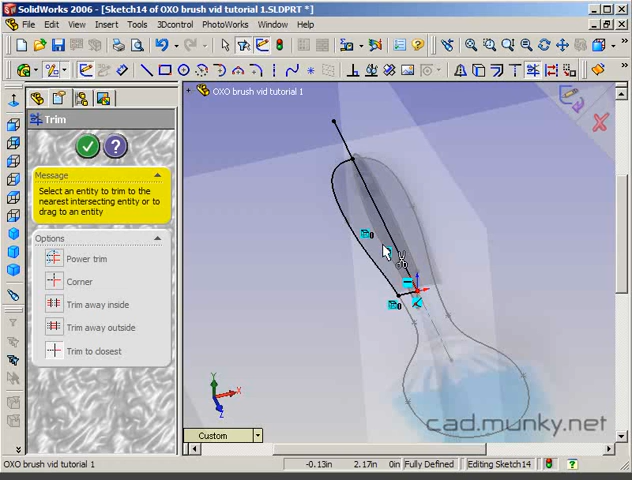 SolidWorks 2006 - [Sketch14 of OXO brush vid tutorial 1.SLDPRT *]
File Edit View Insert Tools 3Dcontrol PhotoWorks Window Help
OXO brush vid tutorial 1
Trim
Message
Select an entity to trim to the
nearest intersecting entity or to
drag to an entity
Options
Power trim
Corner
Trim away inside
Trim away outside
Trim to closest
Y
X
Z
cad.munky.net
Custom
OXO brush vid tutorial 1 -0.13in 2.17in 0in Fully Defined Editing Sketch14